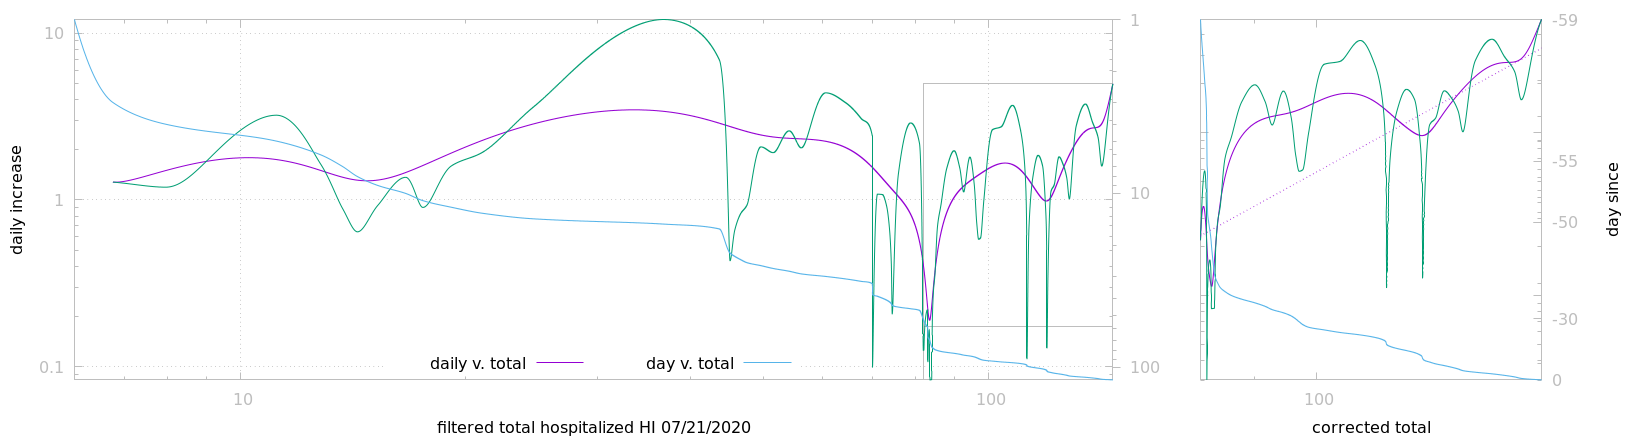 10
1
0.1
daily increase
daily v. total
day v. total
10
100
filtered total hospitalized HI 07/21/2020
1
10
100
100
corrected total
-59
-55
-50
-30
0
day since